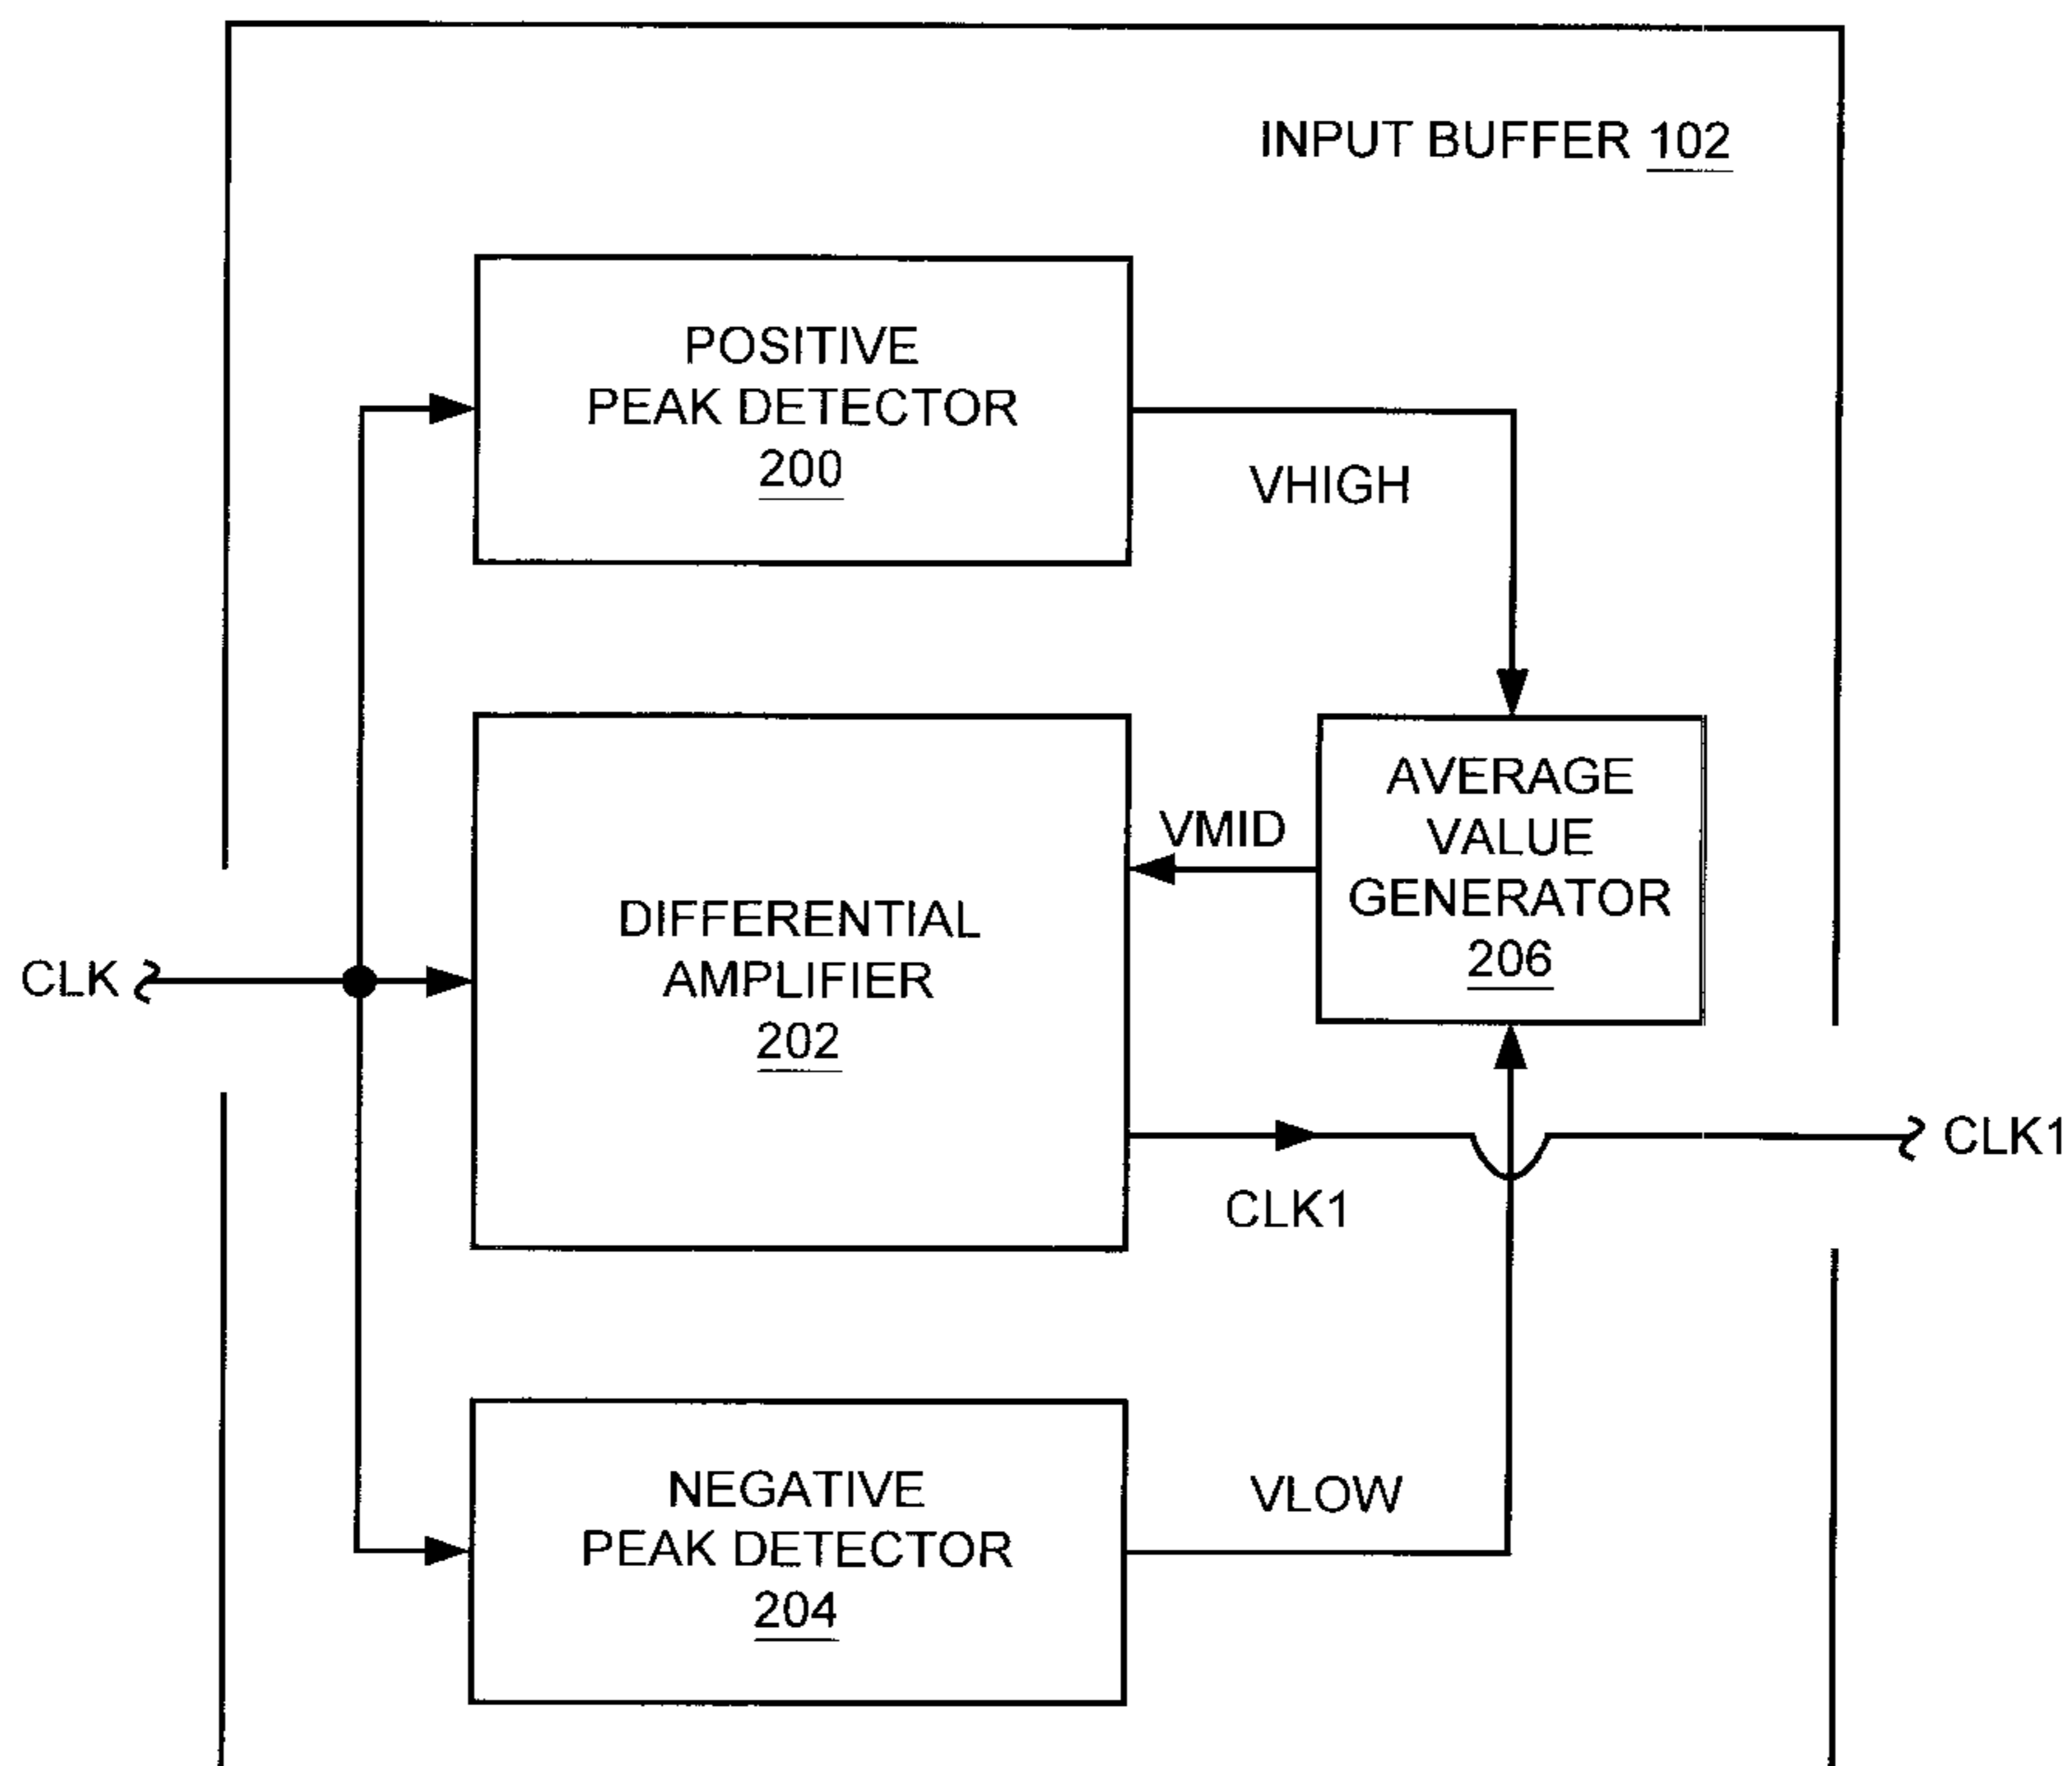 INPUT BUFFER 102
POSITIVE
PEAK DETECTOR
200
VHIGH
AVERAGE
VALUE
GENERATOR
206
VMID
DIFFERENTIAL
AMPLIFIER
202
CLK
CLK1
CLK1
NEGATIVE
PEAK DETECTOR
204
VLOW